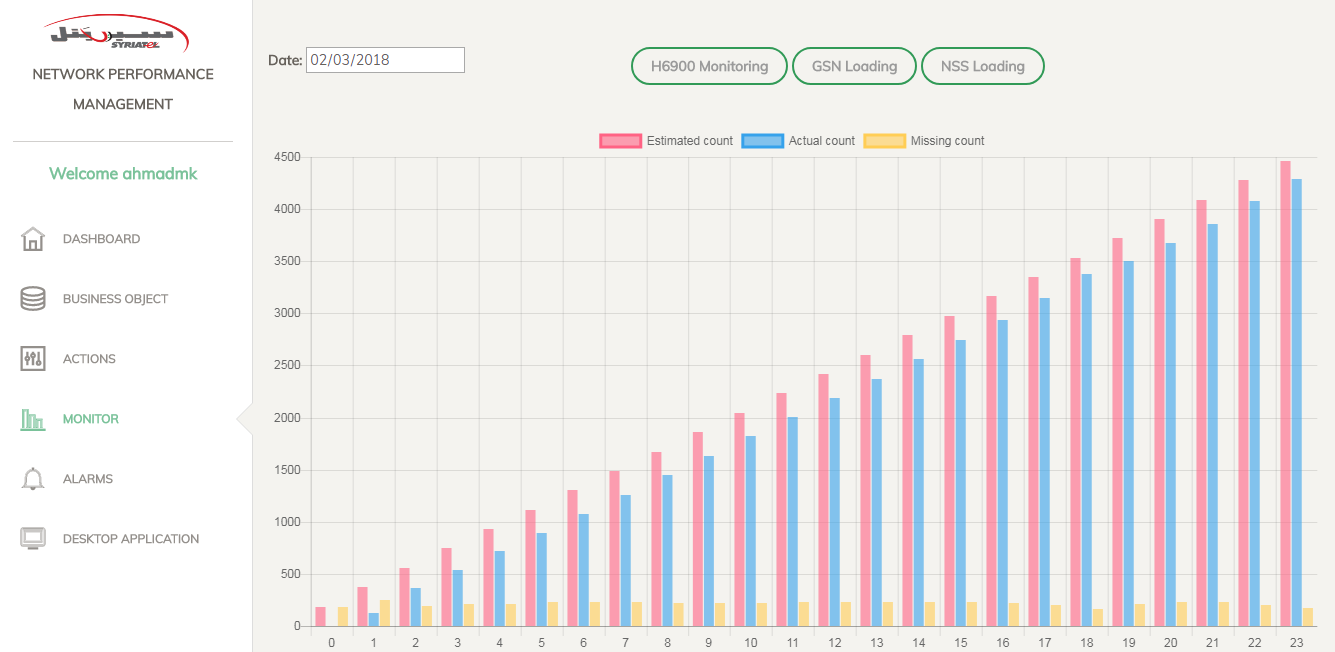 سيريتل
SYRIATEL
NETWORK PERFORMANCE
MANAGEMENT
Welcome ahmadmk
DASHBOARD
BUSINESS OBJECT
ACTIONS
MONITOR
ALARMS
DESKTOP APPLICATION
Date: 02/03/2018
H6900 Monitoring GSN Loading NSS Loading
Estimated count Actual count Missing count
4500
4000
3500
3000
2500
2000
1500
1000
500
0
0 1 2 3 4 5 6 7 8 9 10 11 12 13 14 15 16 17 18 19 20 21 22 23